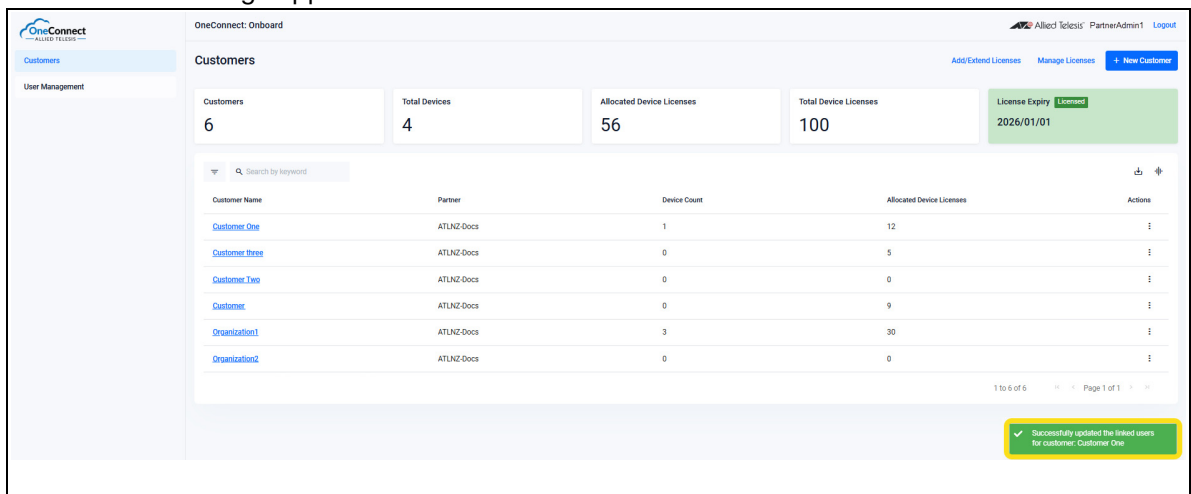 OneConnect
ALLIED TELESIS
OneConnect: Onboard
Allied Telesis PartnerAdmin1 Logout
Customers
User Management
Customers
Add/Extend Licenses Manage Licenses + New Customer
Customers
6
Total Devices
4
Allocated Device Licenses
56
Total Device Licenses
100
License Expiry Licensed
2026/01/01
Search by keyword
Customer Name Partner Device Count Allocated Device Licenses Actions
Customer One ATLNZ-Docs 1 12
Customer three ATLNZ-Docs 0 5
Customer Two ATLNZ-Docs 0 0
Customer ATLNZ-Docs 0 9
Organization1 ATLNZ-Docs 3 30
Organization2 ATLNZ-Docs 0 0
1 to 6 of 6 Page 1 of 1
Successfully updated the linked users
for customer: Customer One